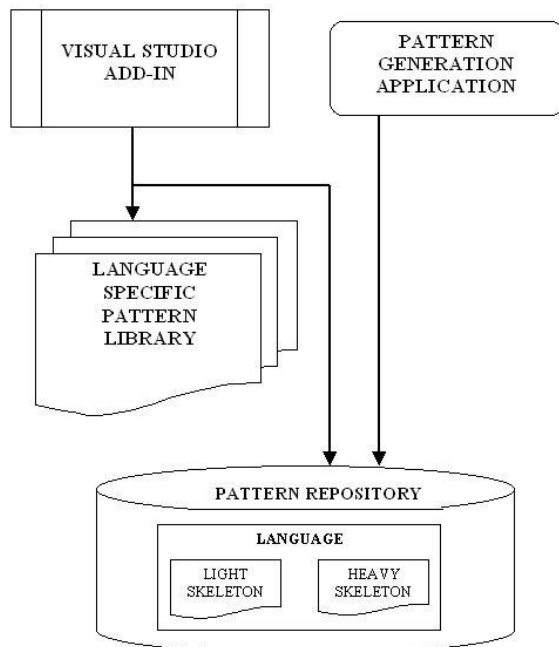 VISUAL STUDIO
ADD-IN
PATTERN
GENERATION
APPLICATION
LANGUAGE
SPECIFIC
PATTERN
LIBRARY
PATTERN REPOSITORY
LANGUAGE
LIGHT
SKELETON
HEAVY
SKELETON